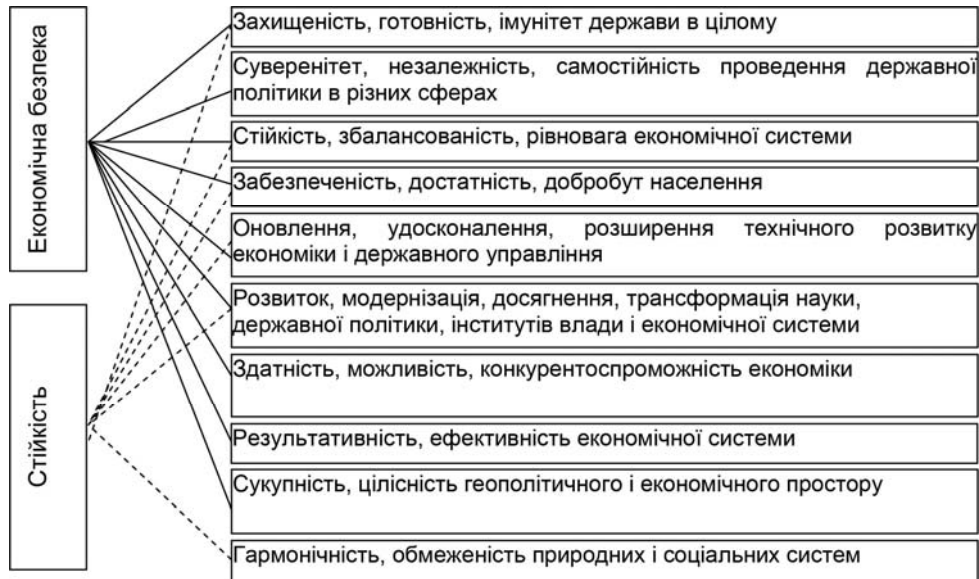 Економічна безпека
Стійкість
Захищеність, готовність, імунітет держави в цілому
Суверенітет, незалежність, самостійність проведення державної
політики в різних сферах
Стійкість, збалансованість, рівновага економічної системи
Забезпеченість, достатність, добробут населення
Оновлення, удосконалення, розширення технічного розвитку
економіки і державного управління
Розвиток, модернізація, досягнення, трансформація науки,
державної політики, інститутів влади і економічної системи
Здатність, можливість, конкурентоспроможність економіки
Результативність, ефективність економічної системи
Сукупність, цілісність геополітичного і економічного простору
Гармонічність, обмеженість природних і соціальних систем